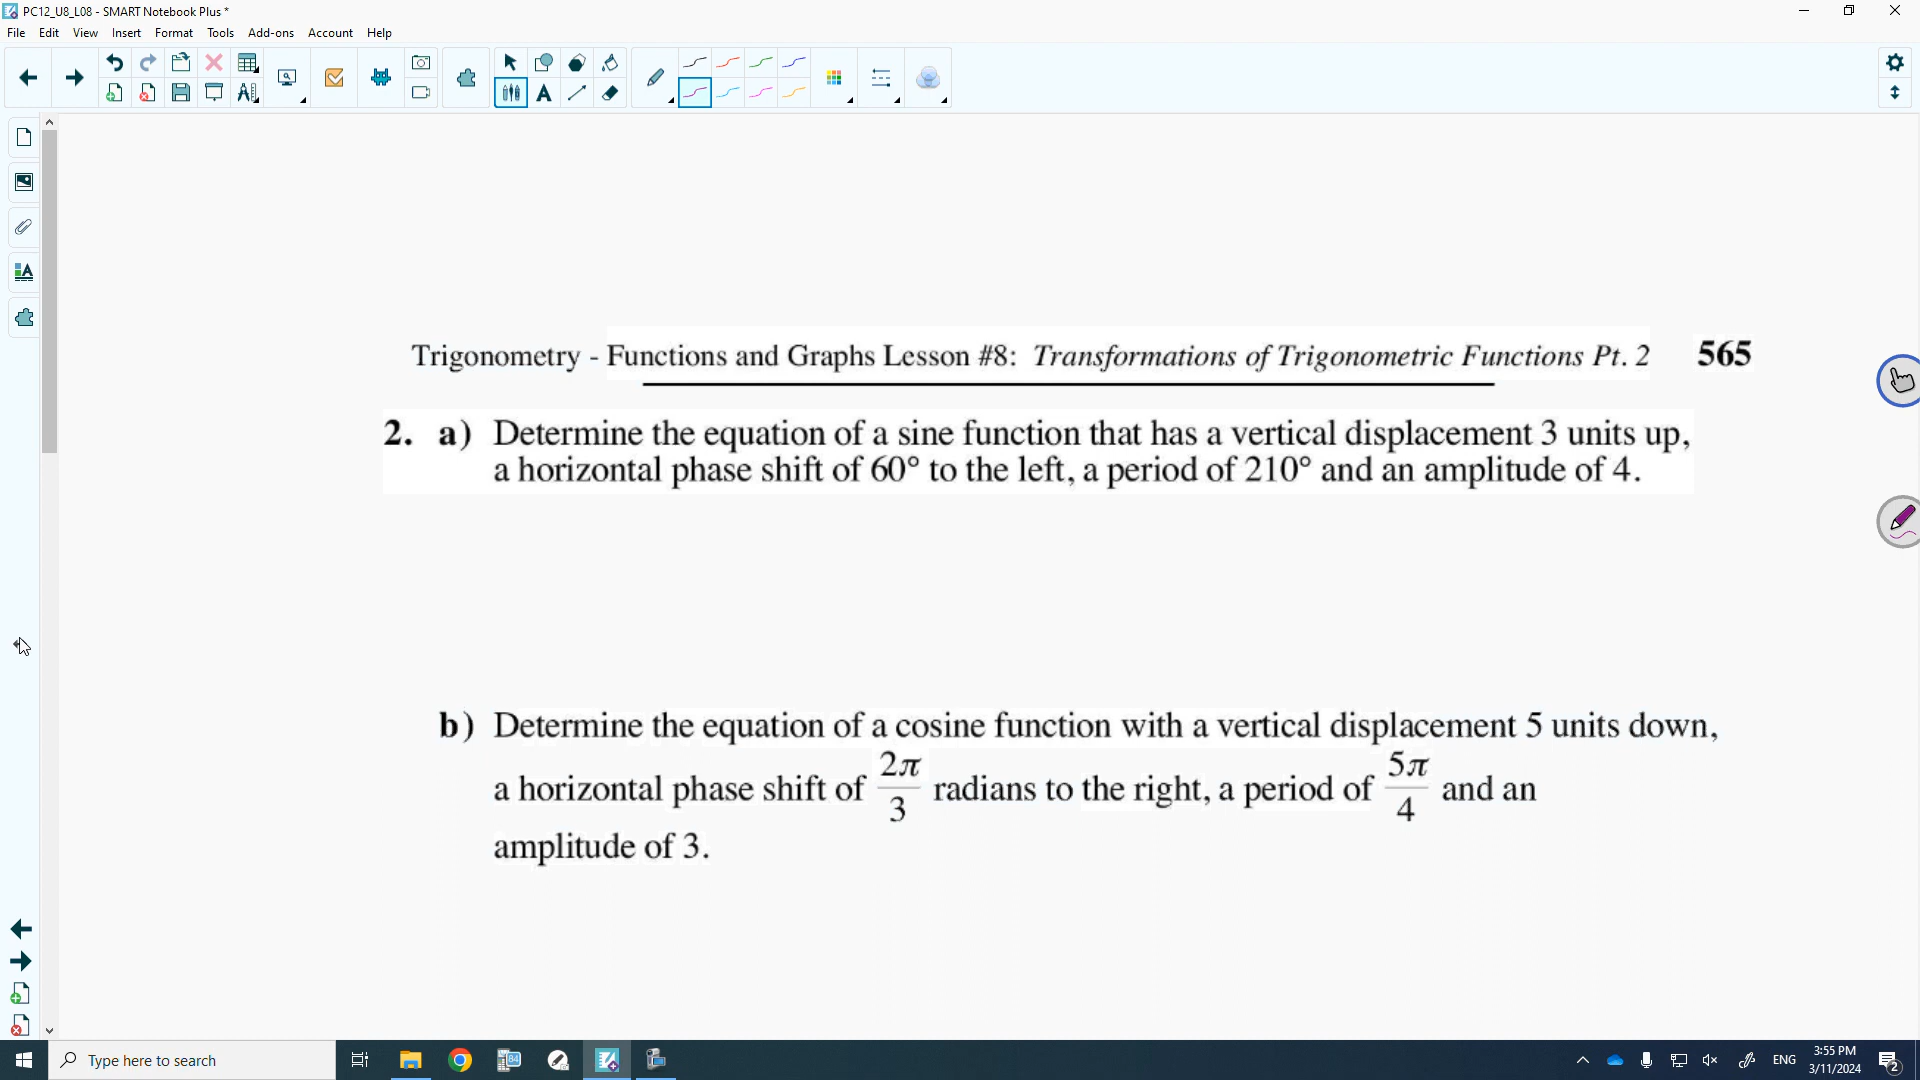 PC12_U8_L08 - SMART Notebook Plus *
File Edit View Insert Format Tools Add-ons Account Help
Trigonometry - Functions and Graphs Lesson #8: Transformations of Trigonometric Functions Pt. 2 565
2. a) Determine the equation of a sine function that has a vertical displacement 3 units up,
a horizontal phase shift of 60° to the left, a period of 210° and an amplitude of 4.
b) Determine the equation of a cosine function with a vertical displacement 5 units down,
a horizontal phase shift of 2π/3 radians to the right, a period of 5π/4 and an
amplitude of 3.
Type here to search
84
ENG
3:55 PM
3/11/2024
2